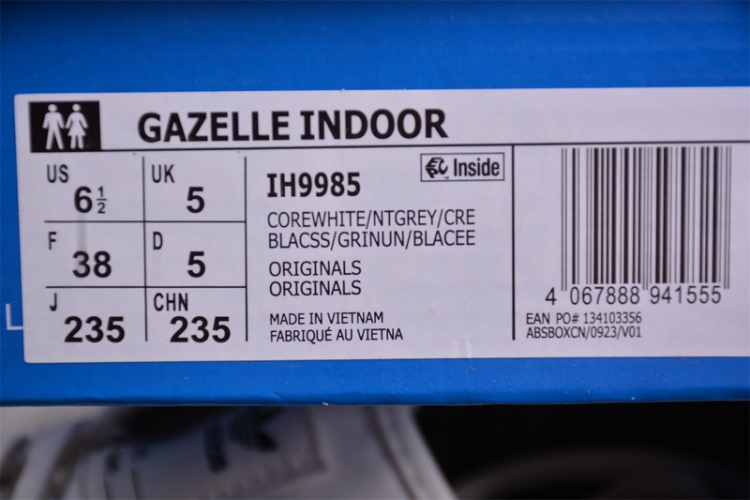 GAZELLE INDOOR
US 6½ UK 5
F 38 D 5
J 235 CHN 235
IH9985
Inside
COREWHITE/NTGREY/CRE
BLACSS/GRINUN/BLACEE
ORIGINALS
ORIGINALS
MADE IN VIETNAM
FABRIQUÉ AU VIETNA
4 067888 941555
EAN PO# 134103356
ABSBOXCN/0923/V01